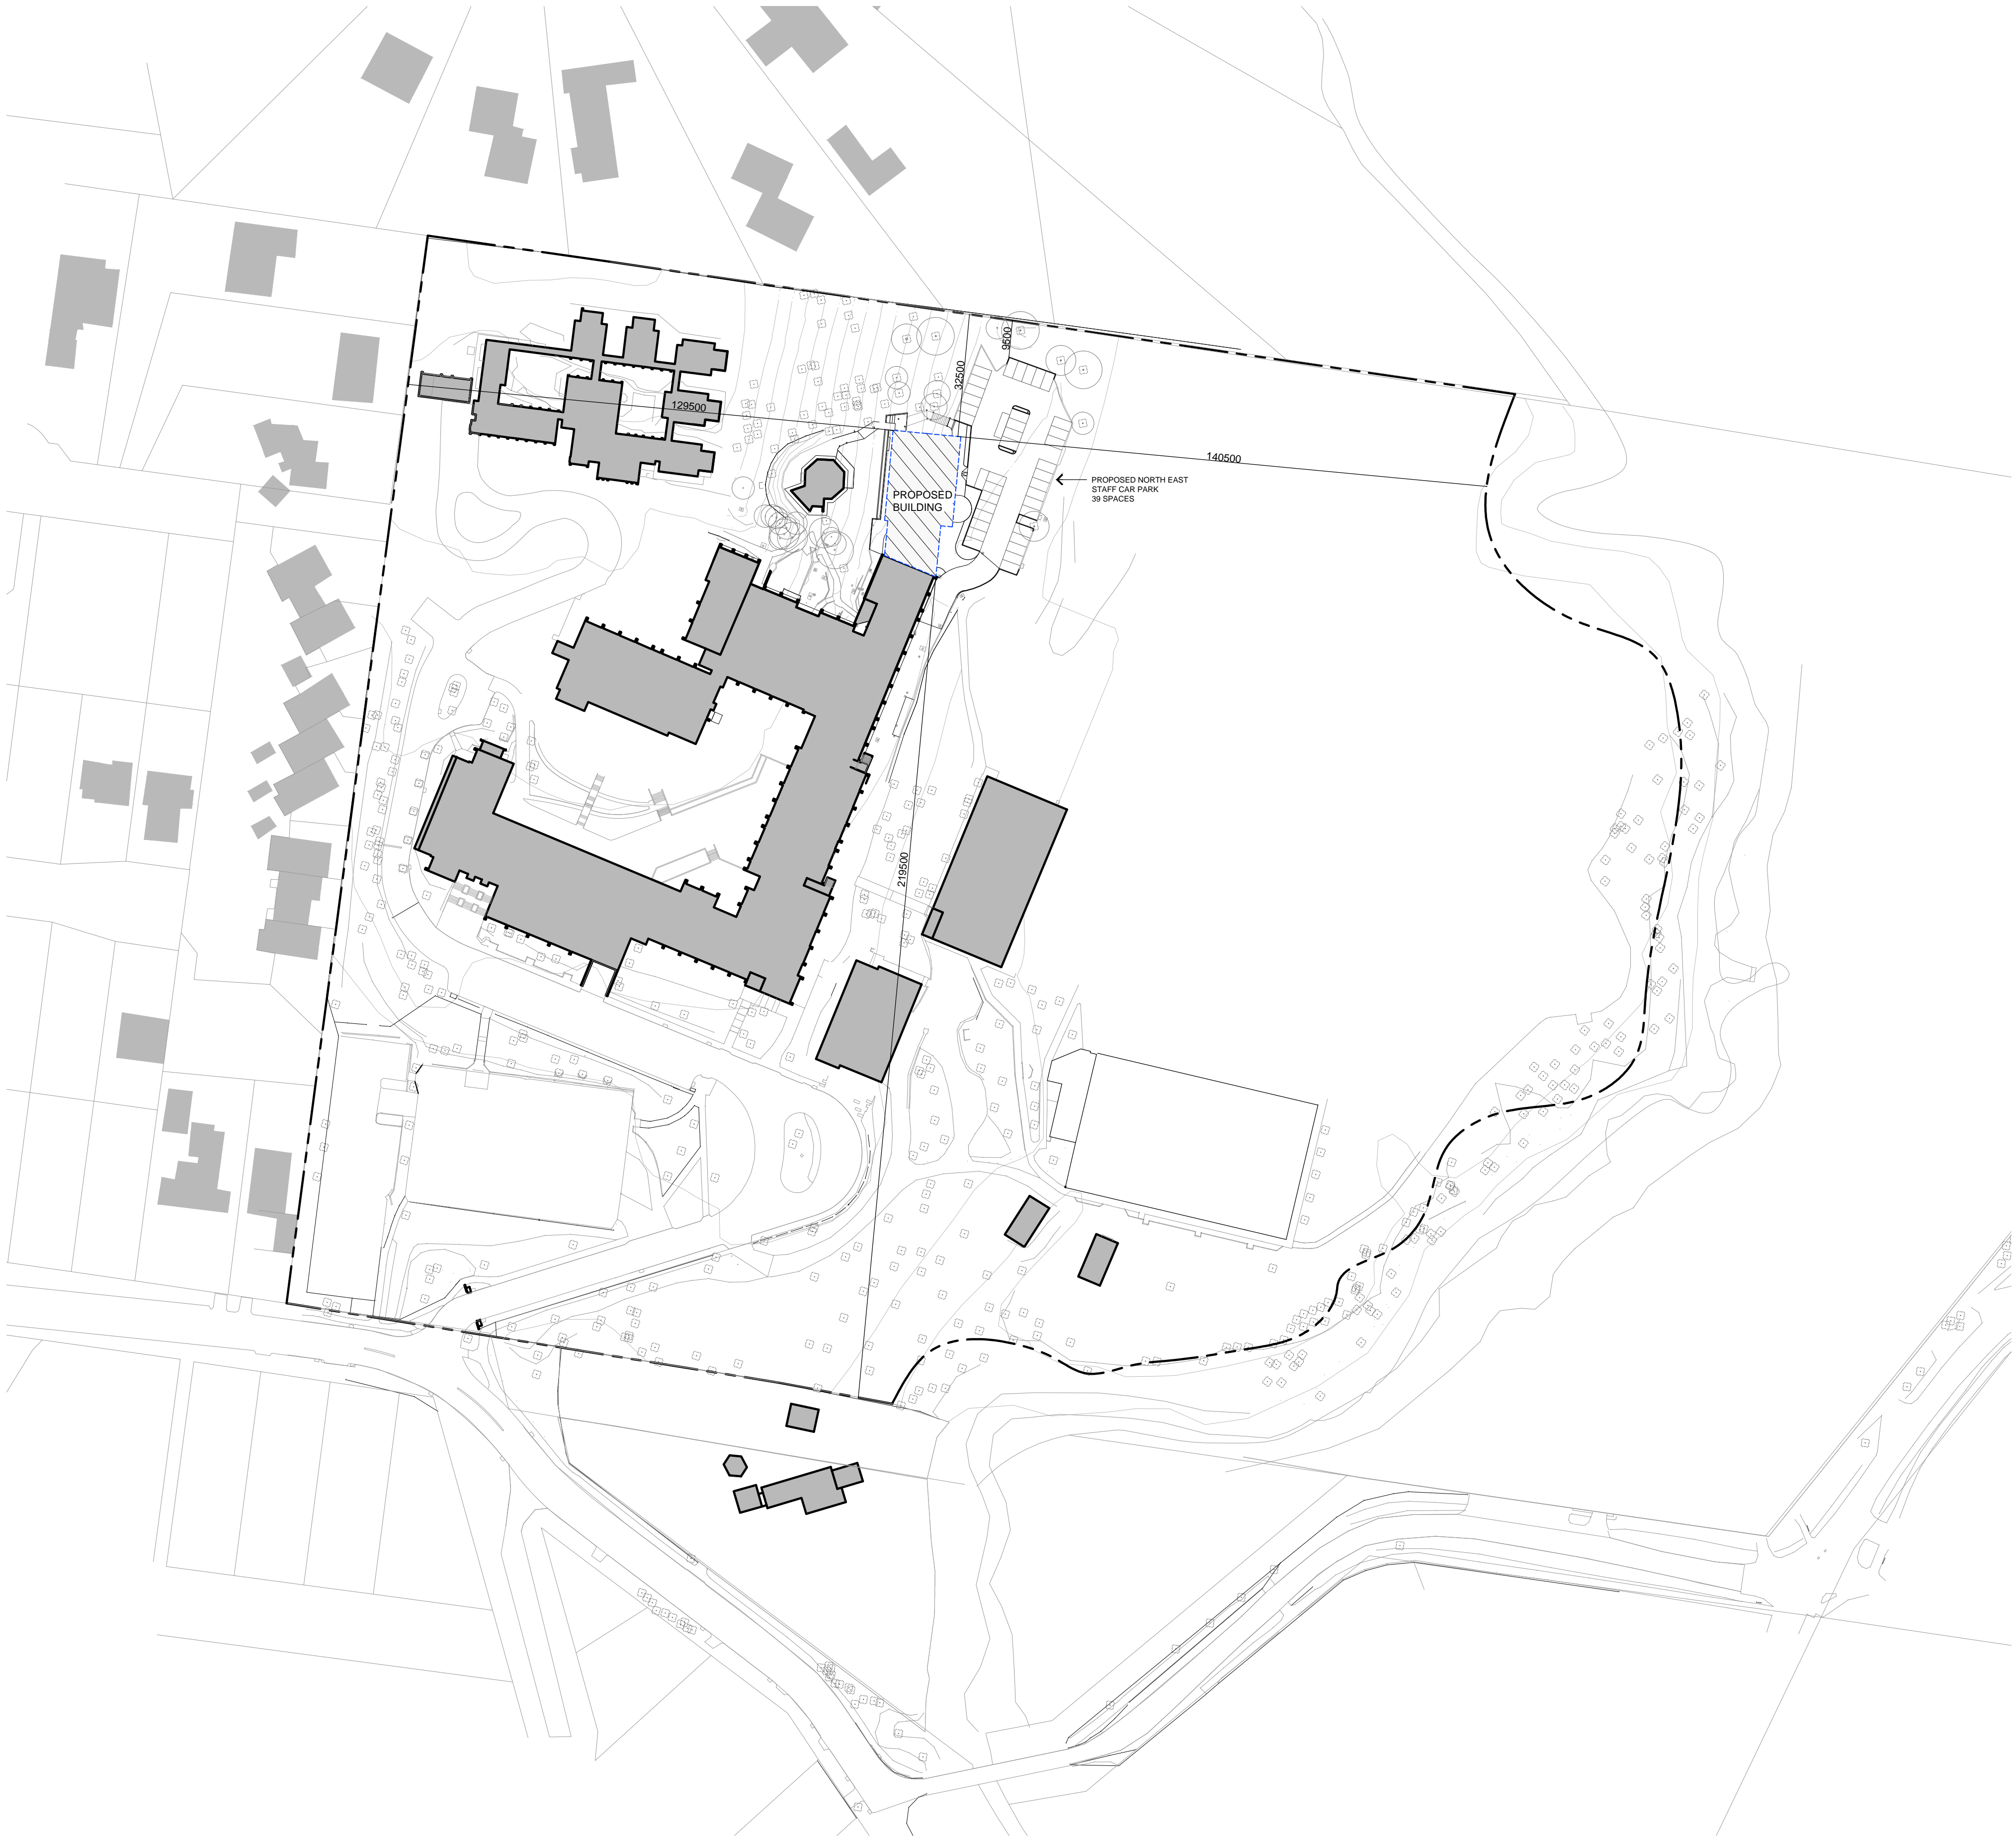 9500
32500
129500
140500
PROPOSED NORTH EAST
STAFF CAR PARK
39 SPACES
PROPOSED
BUILDING
219500